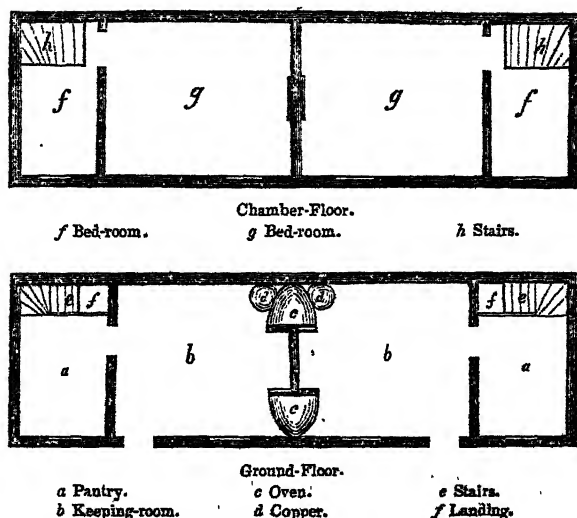 h h
f g g f
Chamber-Floor.
f Bed-room. g Bed-room. h Stairs.
e f d d f e
c
a b b a
c
Ground-Floor.
a Pantry. c Oven. e Stairs.
b Keeping-room. d Copper. f Landing.